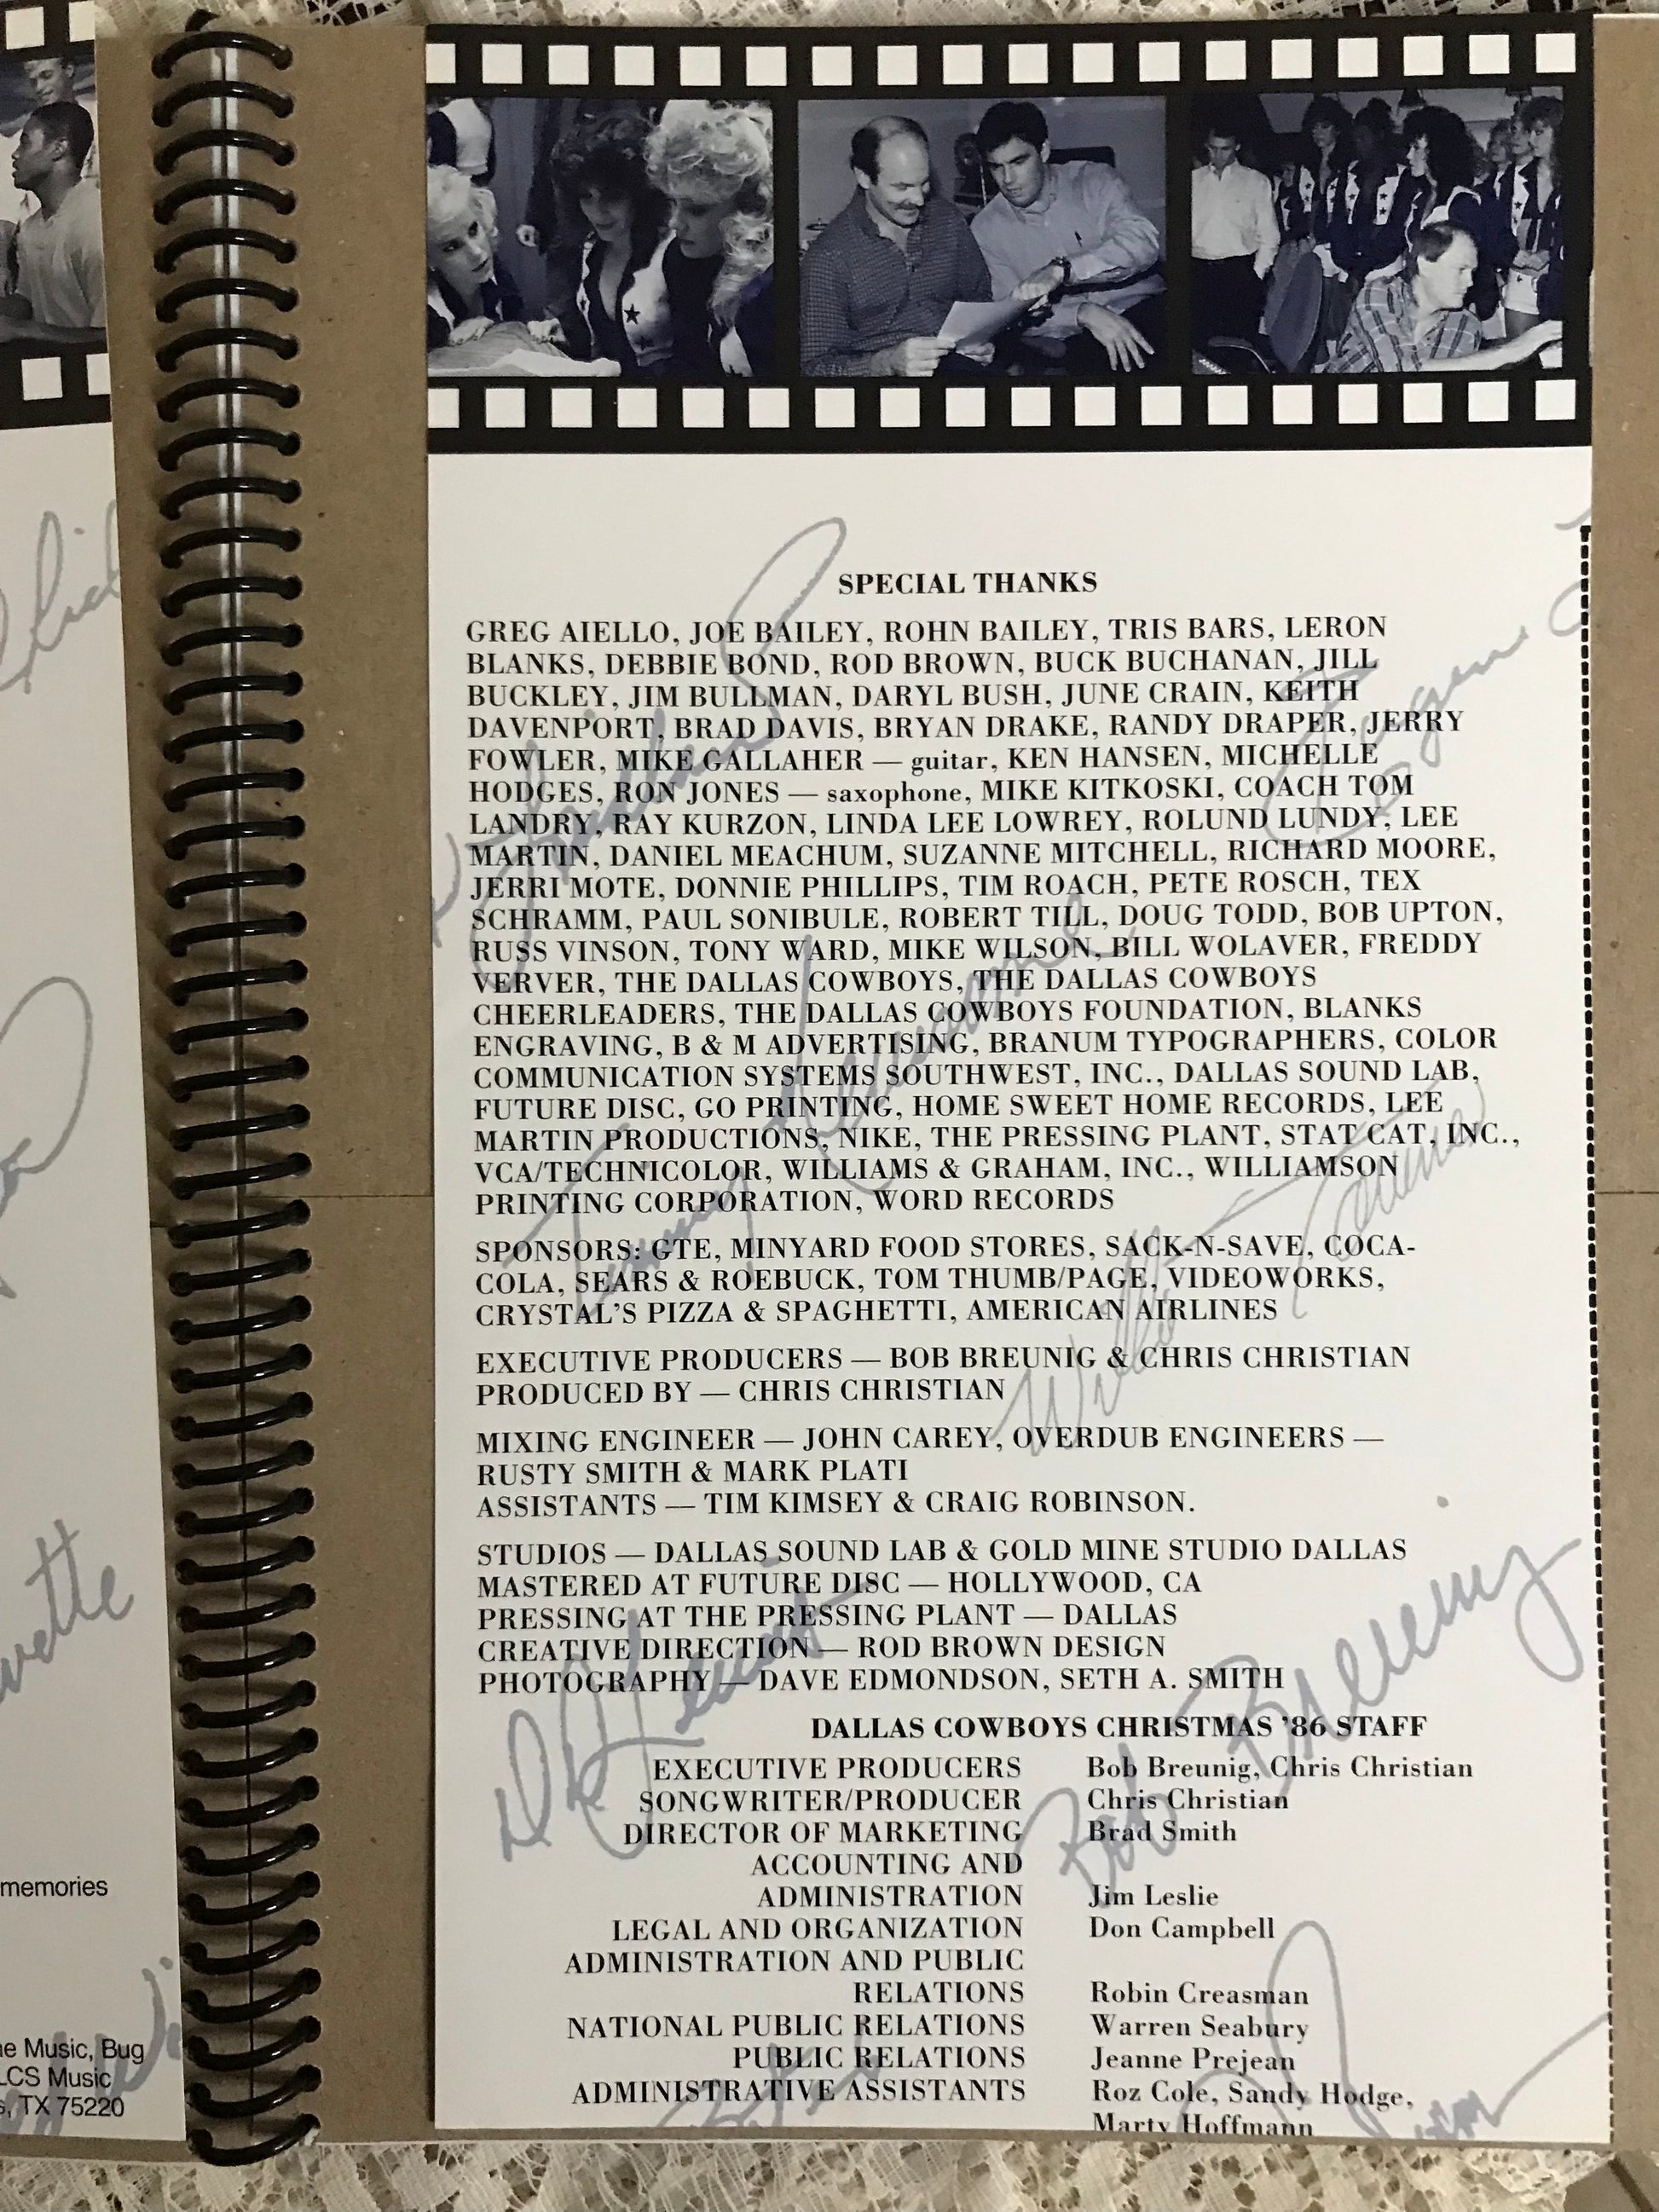 SPECIAL THANKS
GREG AIELLO, JOE BAILEY, ROHN BAILEY, TRIS BARS, LERON
BLANKS, DEBBIE BOND, ROD BROWN, BUCK BUCHANAN, JILL
BUCKLEY, JIM BULLMAN, DARYL BUSH, JUNE CRAIN, KEITH
DAVENPORT, BRAD DAVIS, BRYAN DRAKE, RANDY DRAPER, JERRY
FOWLER, MIKE GALLAHER — guitar, KEN HANSEN, MICHELLE
HODGES, RON JONES — saxophone, MIKE KITKOSKI, COACH TOM
LANDRY, RAY KURZON, LINDA LEE LOWREY, ROLUND LUNDY, LEE
MARTIN, DANIEL MEACHUM, SUZANNE MITCHELL, RICHARD MOORE,
JERRI MOTE, DONNIE PHILLIPS, TIM ROACH, PETE ROSCH, TEX
SCHRAMM, PAUL SONIBULE, ROBERT TILL, DOUG TODD, BOB UPTON,
RUSS VINSON, TONY WARD, MIKE WILSON, BILL WOLAVER, FREDDY
VERVER, THE DALLAS COWBOYS, THE DALLAS COWBOYS
CHEERLEADERS, THE DALLAS COWBOYS FOUNDATION, BLANKS
ENGRAVING, B & M ADVERTISING, BRANUM TYPOGRAPHERS, COLOR
COMMUNICATION SYSTEMS SOUTHWEST, INC., DALLAS SOUND LAB,
FUTURE DISC, GO PRINTING, HOME SWEET HOME RECORDS, LEE
MARTIN PRODUCTIONS, NIKE, THE PRESSING PLANT, STAT CAT, INC.,
VCA/TECHNICOLOR, WILLIAMS & GRAHAM, INC., WILLIAMSON
PRINTING CORPORATION, WORD RECORDS
SPONSORS: GTE, MINYARD FOOD STORES, SACK-N-SAVE, COCA-
COLA, SEARS & ROEBUCK, TOM THUMB/PAGE, VIDEOWORKS,
CRYSTAL'S PIZZA & SPAGHETTI, AMERICAN AIRLINES
EXECUTIVE PRODUCERS — BOB BREUNIG & CHRIS CHRISTIAN
PRODUCED BY — CHRIS CHRISTIAN
MIXING ENGINEER — JOHN CAREY, OVERDUB ENGINEERS —
RUSTY SMITH & MARK PLATI
ASSISTANTS — TIM KIMSEY & CRAIG ROBINSON.
STUDIOS — DALLAS SOUND LAB & GOLD MINE STUDIO DALLAS
MASTERED AT FUTURE DISC — HOLLYWOOD, CA
PRESSING AT THE PRESSING PLANT — DALLAS
CREATIVE DIRECTION — ROD BROWN DESIGN
PHOTOGRAPHY — DAVE EDMONDSON, SETH A. SMITH
Bob Breunig
DALLAS COWBOYS CHRISTMAS '86 STAFF
EXECUTIVE PRODUCERS Bob Breunig, Chris Christian
SONGWRITER/PRODUCER Chris Christian
DIRECTOR OF MARKETING Brad Smith
ACCOUNTING AND
ADMINISTRATION Jim Leslie
LEGAL AND ORGANIZATION Don Campbell
ADMINISTRATION AND PUBLIC
RELATIONS Robin Creasman
NATIONAL PUBLIC RELATIONS Warren Seabury
PUBLIC RELATIONS Jeanne Prejean
ADMINISTRATIVE ASSISTANTS Roz Cole, Sandy Hodge,
Marty Hoffmann
memories
Music, Bug
LCS Music
TX 75220